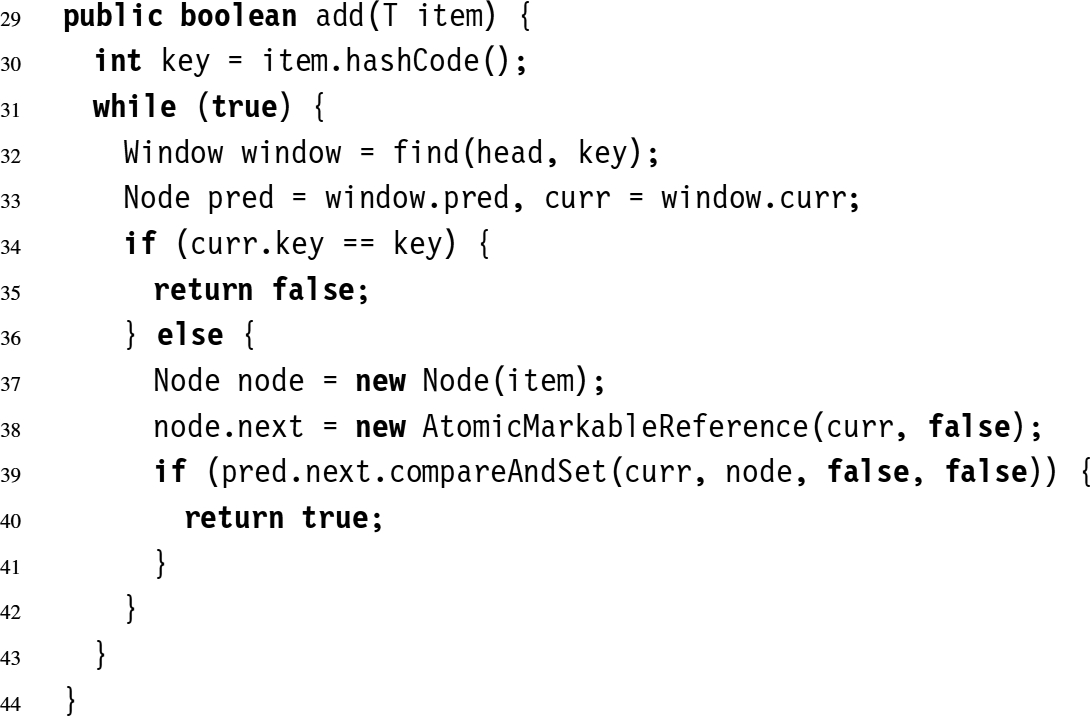 29 public boolean add(T item) {
30 int key = item.hashCode();
31 while (true) {
32 Window window = find(head, key);
33 Node pred = window.pred, curr = window.curr;
34 if (curr.key == key) {
35 return false;
36 } else {
37 Node node = new Node(item);
38 node.next = new AtomicMarkableReference(curr, false);
39 if (pred.next.compareAndSet(curr, node, false, false)) {
40 return true;
41 }
42 }
43 }
44 }